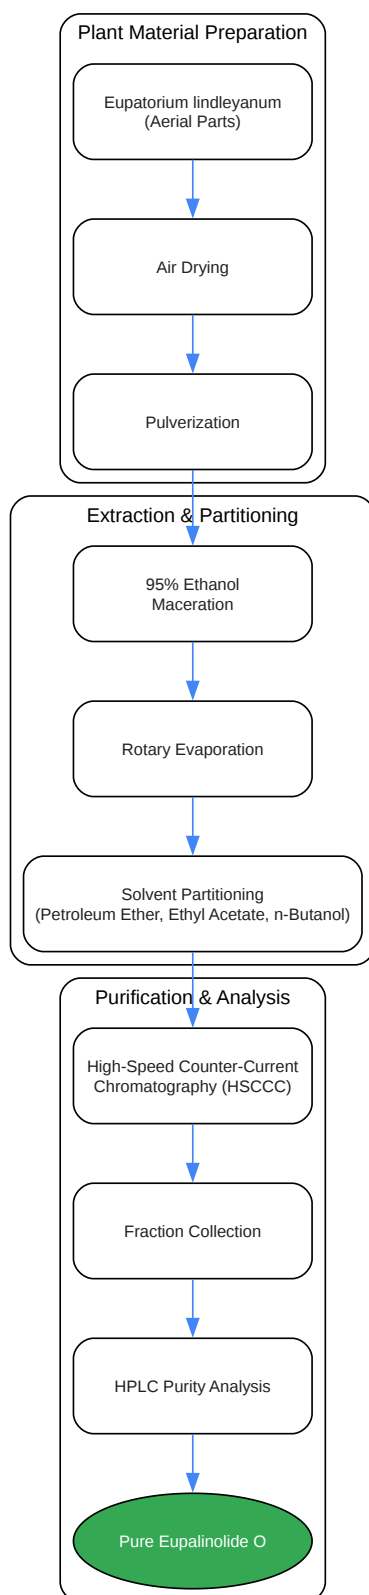 Plant Material Preparation
Eupatorium lindleyanum
(Aerial Parts)
Air Drying
Pulverization
Extraction & Partitioning
95% Ethanol
Maceration
Rotary Evaporation
Solvent Partitioning
(Petroleum Ether, Ethyl Acetate, n-Butanol)
Purification & Analysis
High-Speed Counter-Current
Chromatography (HSCCC)
Fraction Collection
HPLC Purity Analysis
Pure Eupalinolide O